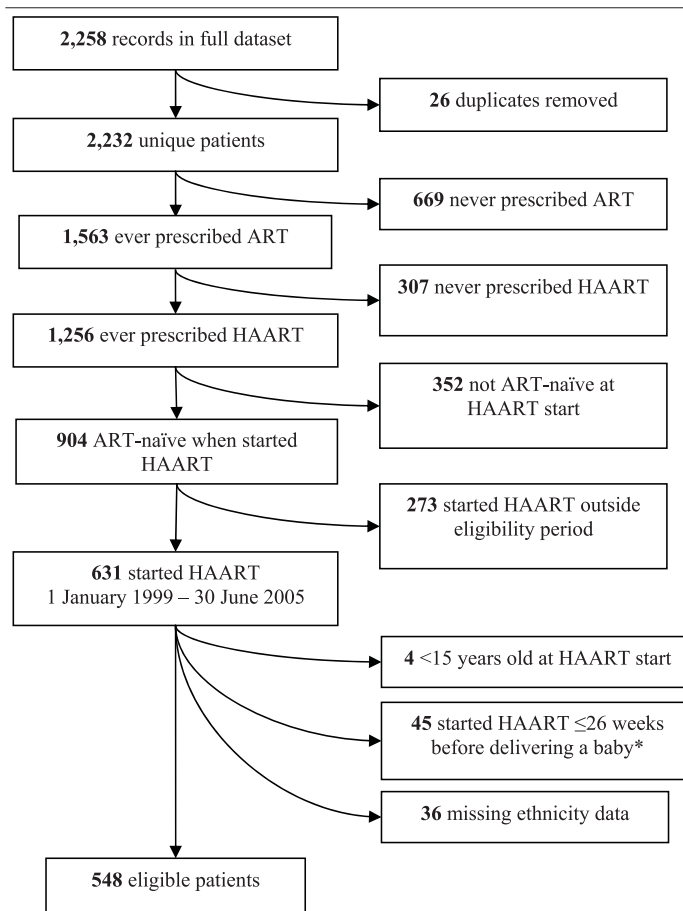 2,258 records in full dataset
26 duplicates removed
2,232 unique patients
669 never prescribed ART
1,563 ever prescribed ART
307 never prescribed HAART
1,256 ever prescribed HAART
352 not ART-naïve at
HAART start
904 ART-naïve when started
HAART
273 started HAART outside
eligibility period
631 started HAART
1 January 1999 – 30 June 2005
4 <15 years old at HAART start
45 started HAART ≤26 weeks
before delivering a baby*
36 missing ethnicity data
548 eligible patients